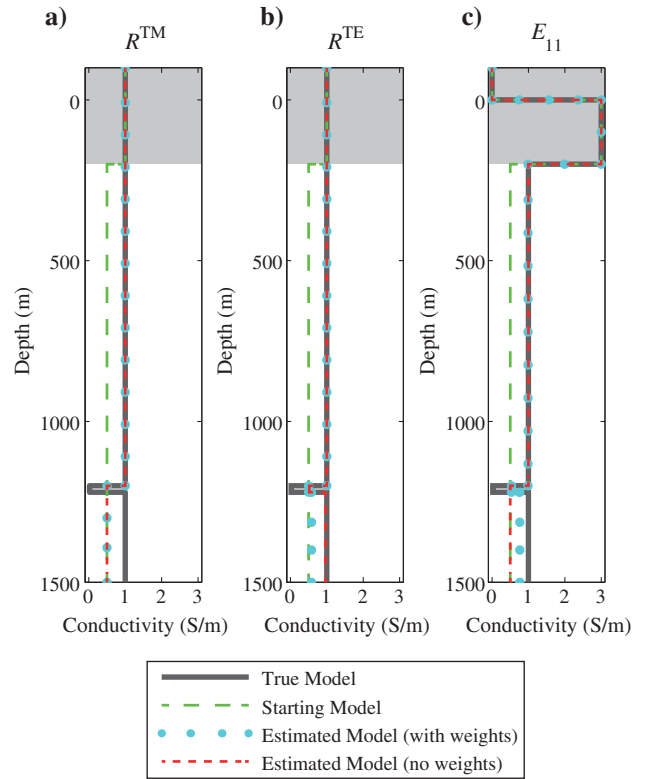 a) b) c)
R^TM R^TE E_11
0 0 0
500 500 500
1000 1000 1000
1500 1500 1500
Depth (m) Depth (m) Depth (m)
0 1 2 3 0 1 2 3 0 1 2 3
Conductivity (S/m) Conductivity (S/m) Conductivity (S/m)
True Model
Starting Model
Estimated Model (with weights)
Estimated Model (no weights)